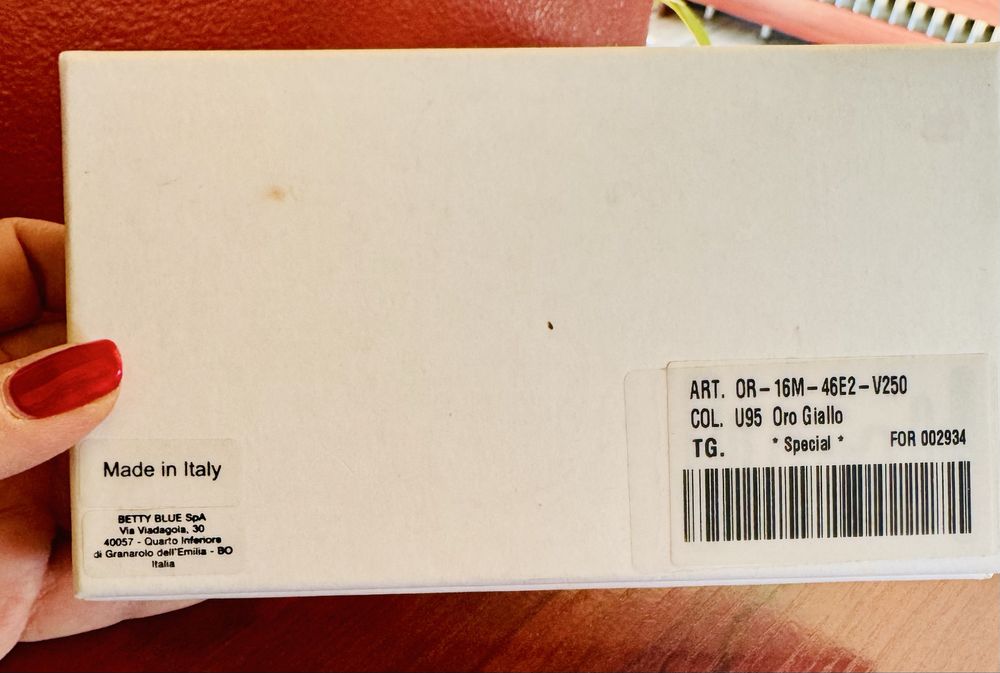 Made in Italy
BETTY BLUE SpA
Via Viadagola, 30
40057 - Quarto Inferiore
di Granarolo dell'Emilia - BO
Italia
ART. OR-16M-46E2-V250
COL. U95 Oro Giallo
TG. * Special * FOR 002934